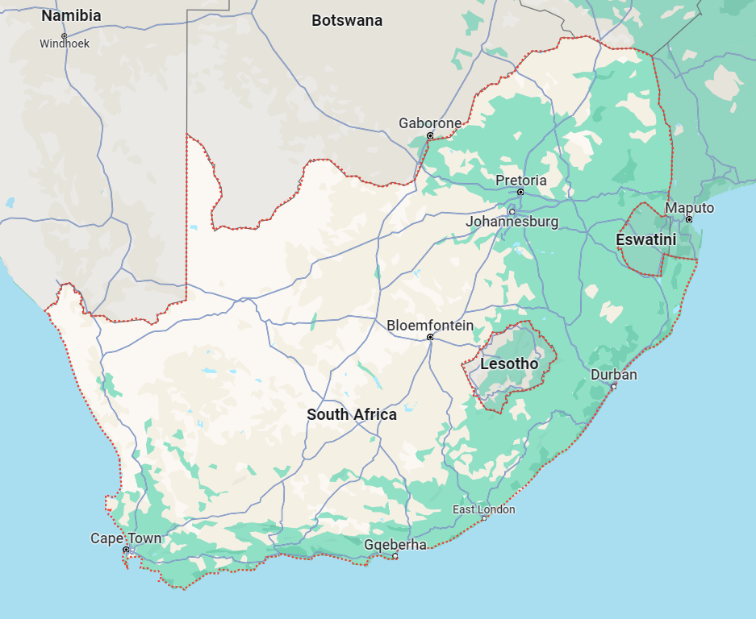 Namibia
Windhoek
Botswana
Gaborone
Pretoria
Johannesburg
Maputo
Eswatini
Bloemfontein
Lesotho
Durban
South Africa
East London
Cape Town
Gqeberha